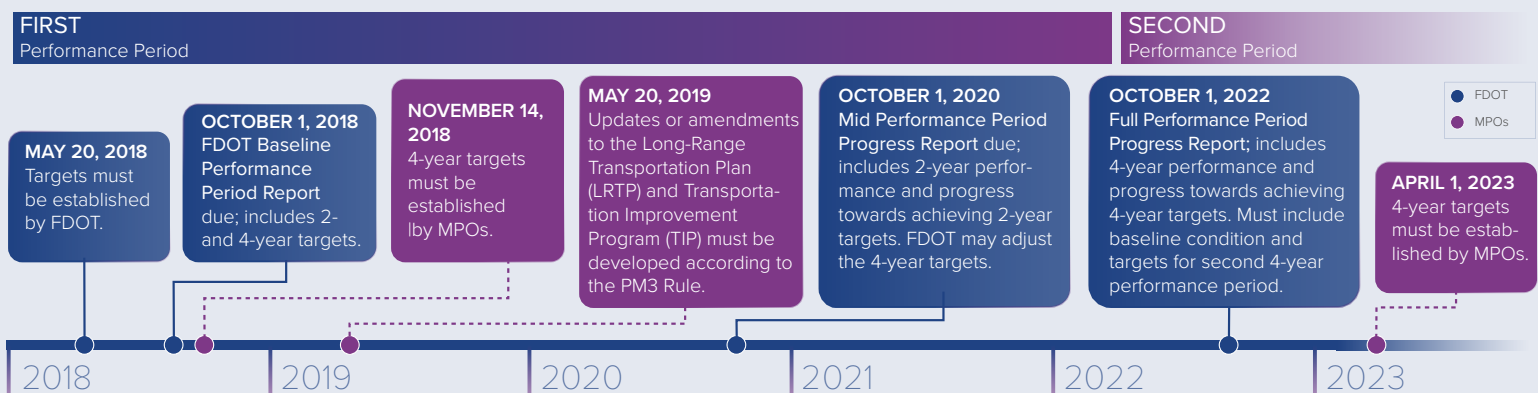 FIRST
Performance Period
SECOND
Performance Period
MAY 20, 2018
Targets must
be established
by FDOT.
OCTOBER 1, 2018
FDOT Baseline
Performance
Period Report
due; includes 2-
and 4-year targets.
NOVEMBER 14,
2018
4-year targets
must be
established
lby MPOs.
MAY 20, 2019
Updates or amendments
to the Long-Range
Transportation Plan
(LRTP) and Transporta-
tion Improvement
Program (TIP) must be
developed according to
the PM3 Rule.
OCTOBER 1, 2020
Mid Performance Period
Progress Report due;
includes 2-year perfor-
mance and progress
towards achieving 2-year
targets. FDOT may adjust
the 4-year targets.
OCTOBER 1, 2022
Full Performance Period
Progress Report; includes
4-year performance and
progress towards achieving
4-year targets. Must include
baseline condition and
targets for second 4-year
performance period.
FDOT
MPOs
APRIL 1, 2023
4-year targets
must be estab-
lished by MPOs.
2018
2019
2020
2021
2022
2023